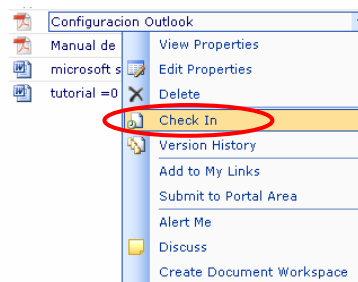 Configuracion Outlook
View Properties
Manual de
Edit Properties
microsoft s
Delete
tutorial =0
Check In
Version History
Add to My Links
Submit to Portal Area
Alert Me
Discuss
Create Document Workspace